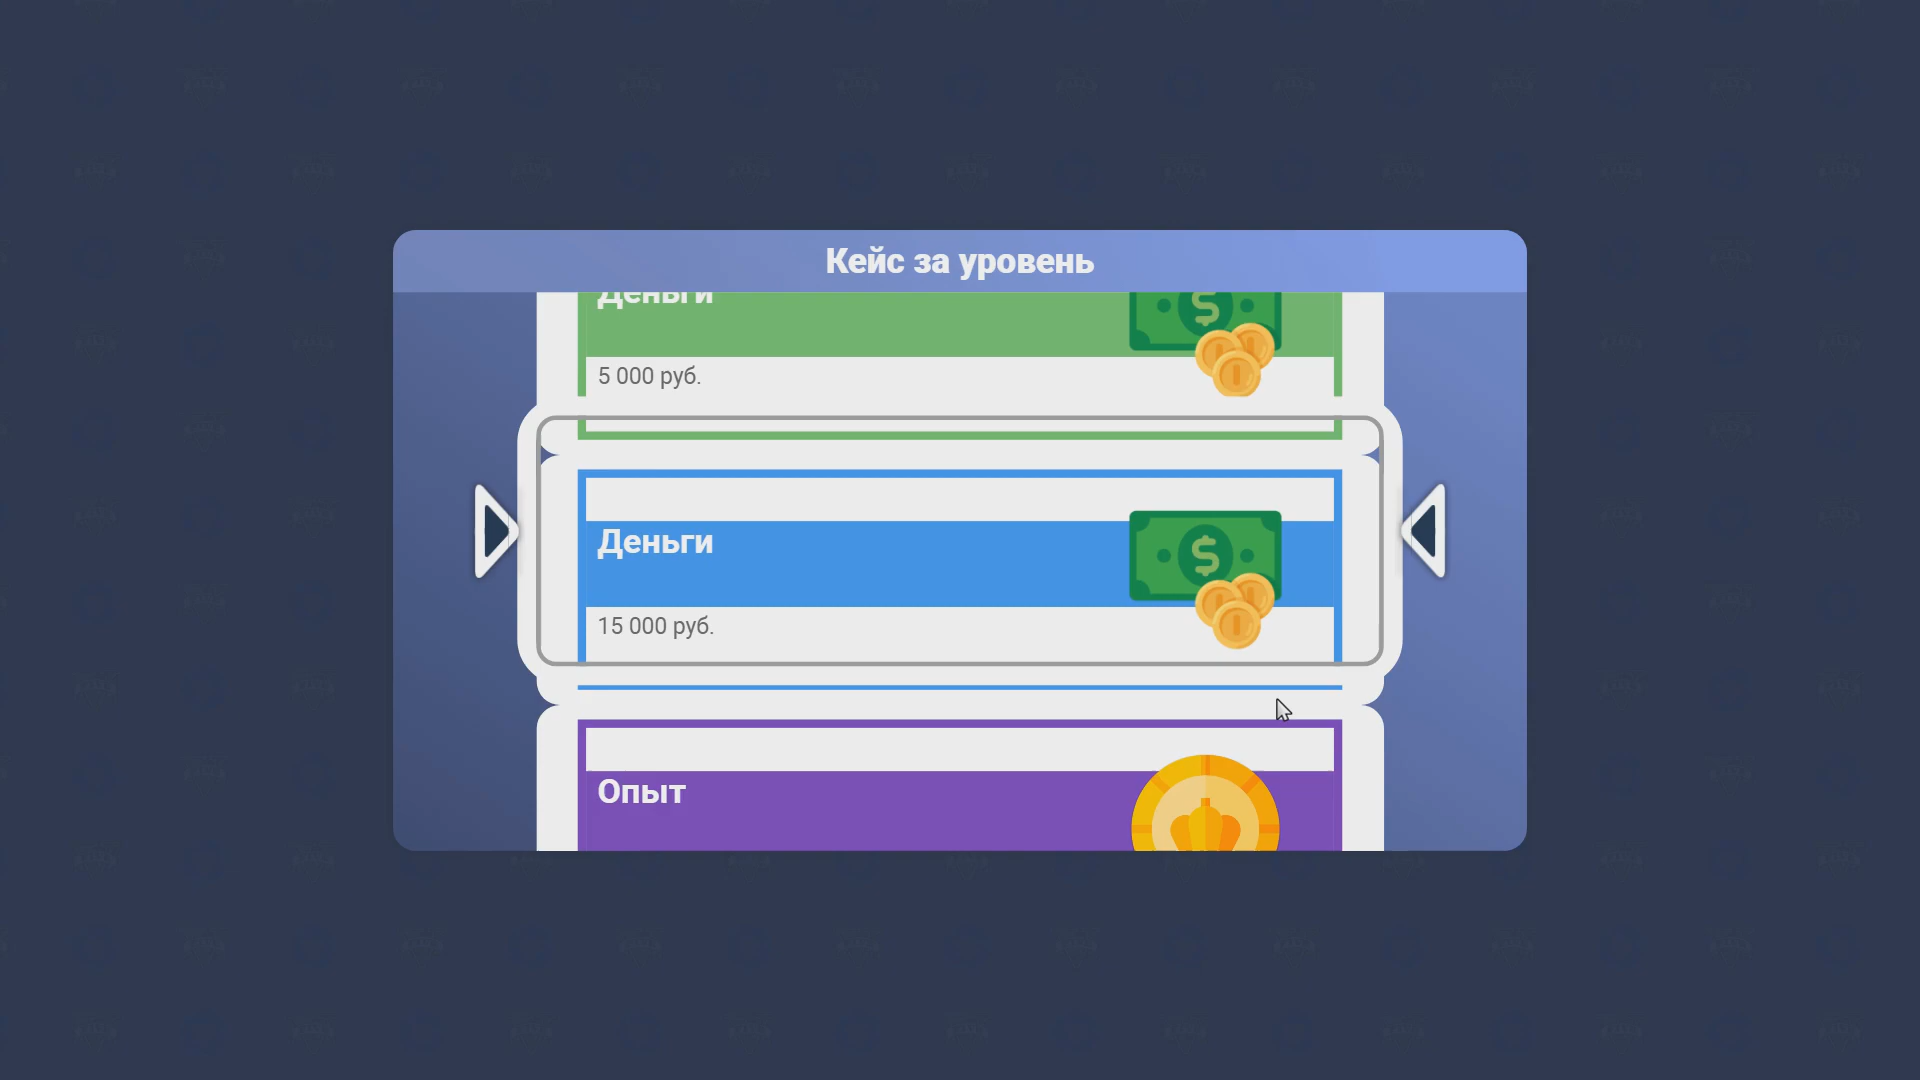 Кейс за уровень
Деньги
5 000 руб.
Деньги
15 000 руб.
Опыт